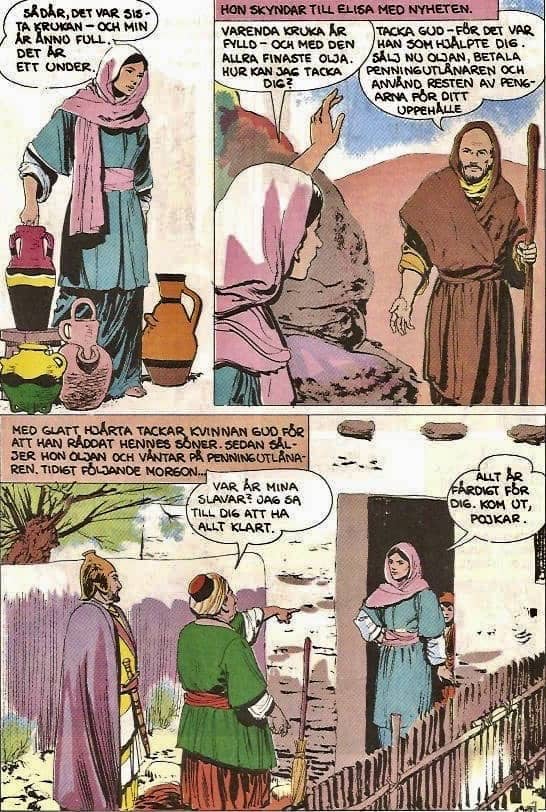 SÅDÄR, DET VAR SIS-
TA KRUKAN - OCH MIN
ÄR ÄNNU FULL.
DET ÄR
ETT UNDER.
HON SKYNDAR TILL ELISA MED NYHETEN.
VARENDA KRUKA ÄR
FYLLD - OCH MED DEN
ALLRA FINASTE OLJA.
HUR KAN JAG TACKA
DIG?
TACKA GUD - FÖR DET VAR
HAN SOM HJÄLPTE DIG.
SÄLJ NU OLJAN, BETALA
PENNINGUTLÅNAREN OCH
ANVÄND RESTEN AV PENG-
ARNA FÖR DITT
UPPEHÄLLE.
MED GLATT HJÄRTA TACKAR KVINNAN GUD FÖR
ATT HAN RÄDDAT HENNES SÖNER. SEDAN SÄL-
JER HON OLJAN OCH VÄNTAR PÅ PENNINGUTLÅNA-
REN. TIDIGT FÖLJANDE MORGON...
VAR ÄR MINA
SLAVAR? JAG SA
TILL DIG ATT HA
ALLT KLART.
ALLT ÄR
FÄRDIGT FÖR
DIG. KOM UT,
POJKAR.